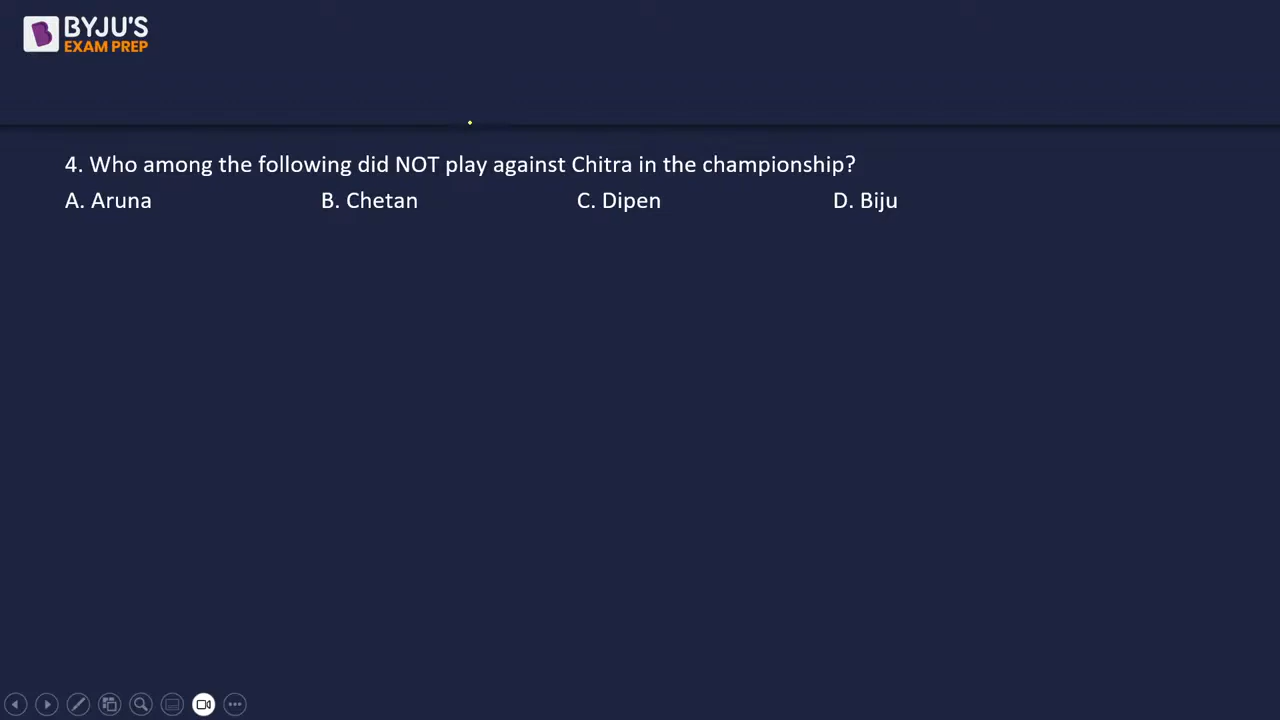 BYJU'S
EXAM PREP
4. Who among the following did NOT play against Chitra in the championship?
A. Aruna B. Chetan C. Dipen D. Biju